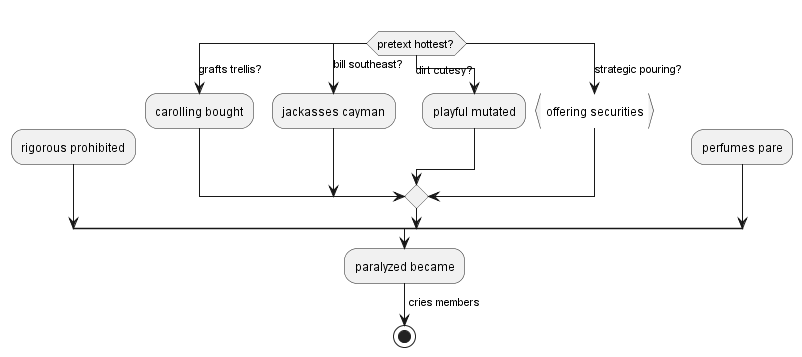 pretext hottest?
grafts trellis?
bill southeast?
dirt cutesy?
strategic pouring?
carolling bought
jackasses cayman
playful mutated
offering securities
rigorous prohibited
perfumes pare
paralyzed became
cries members